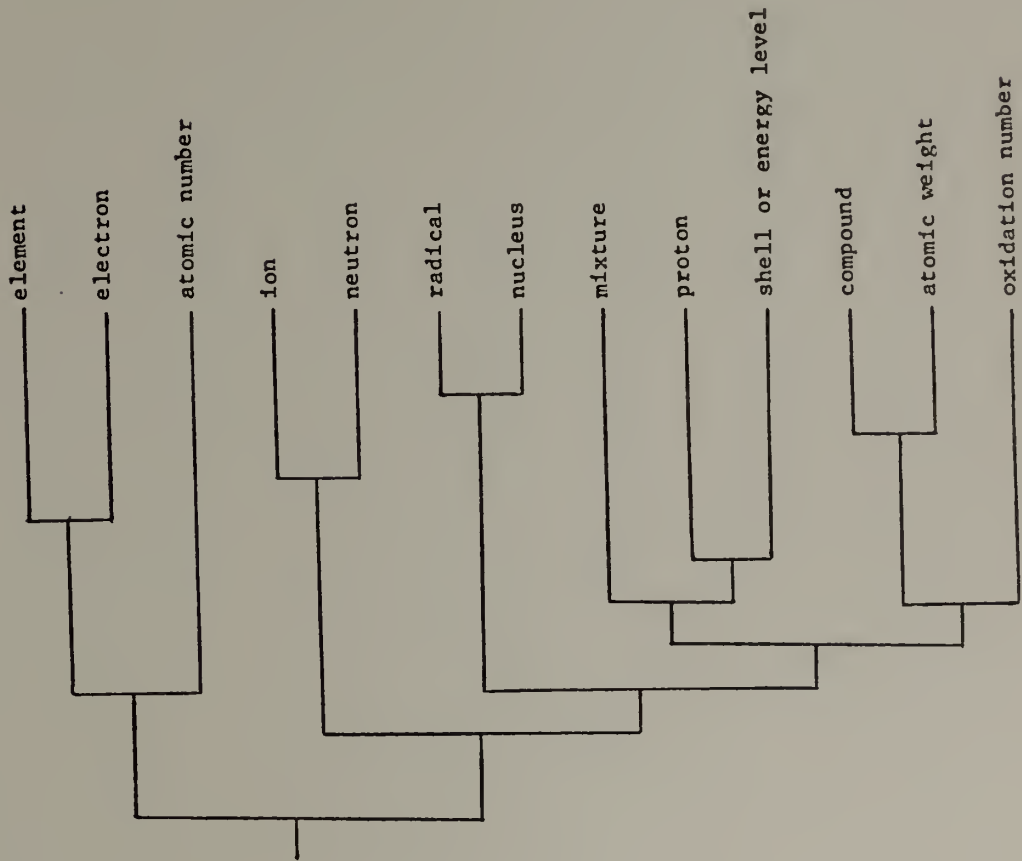 element
electron
atomic number
ion
neutron
radical
nucleus
mixture
proton
shell or energy level
compound
atomic weight
oxidation number